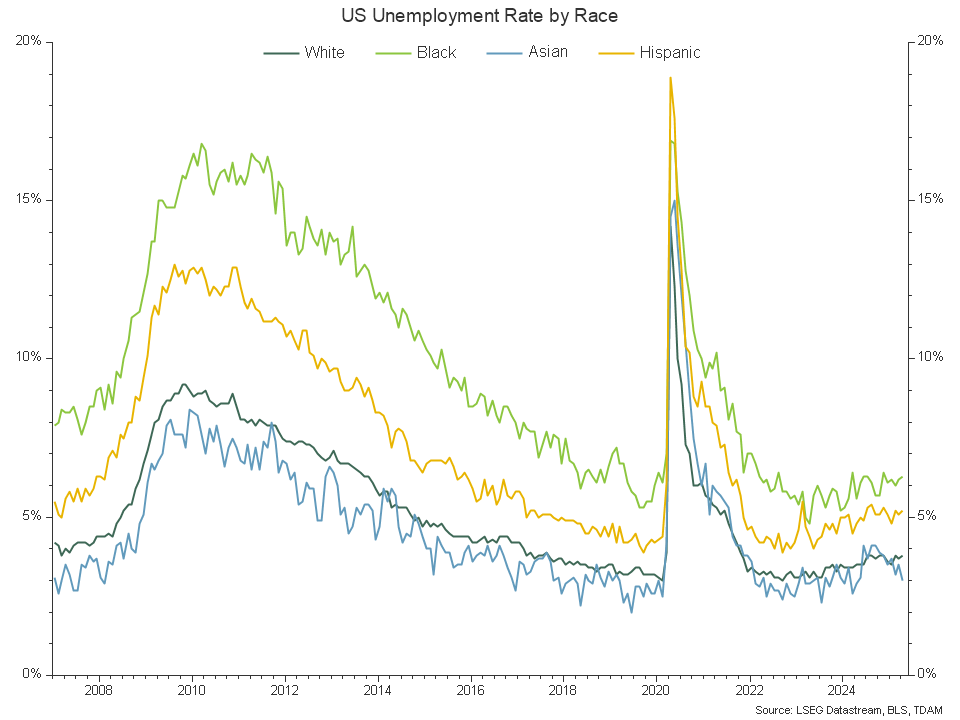 US Unemployment Rate by Race
20% 20%
White Black Asian Hispanic
15% 15%
10% 10%
5% 5%
0% 0%
2008 2010 2012 2014 2016 2018 2020 2022 2024
Source: LSEG Datastream, BLS, TDAM